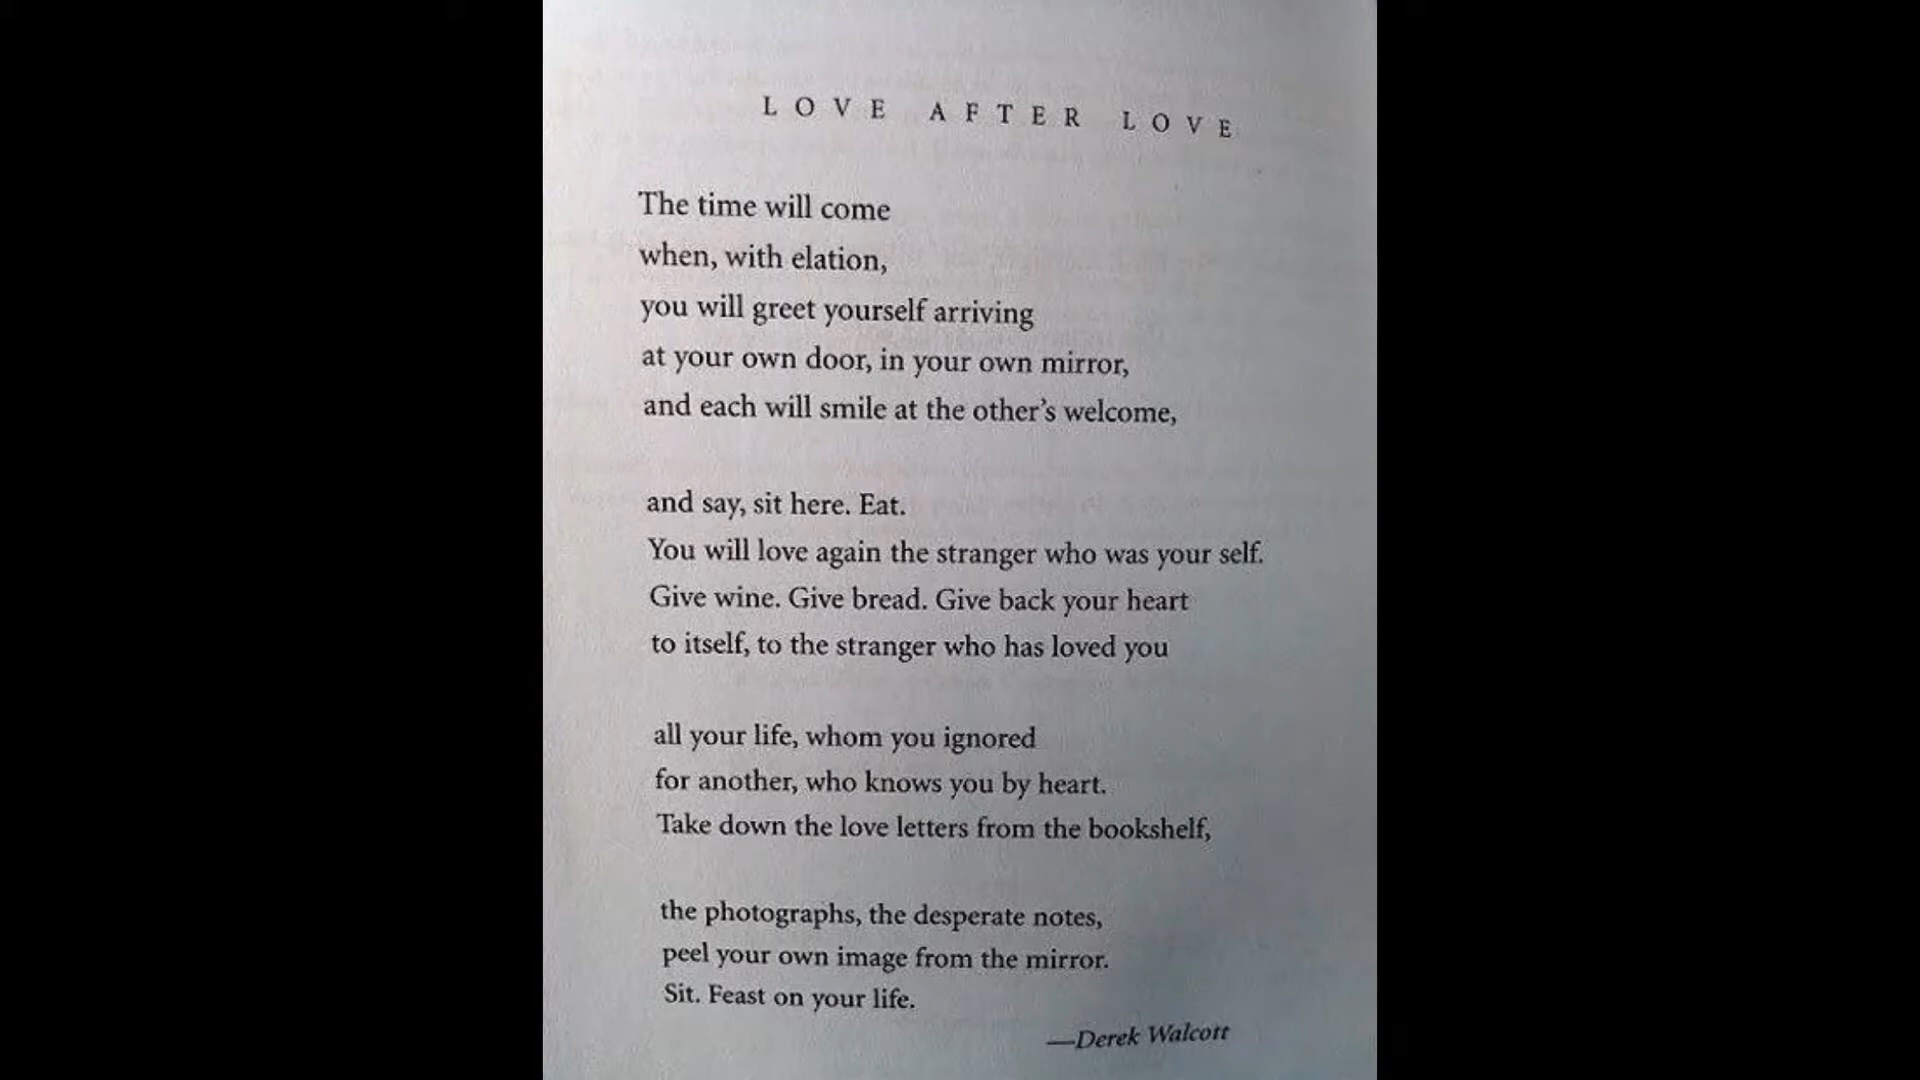 LOVE AFTER LOVE
The time will come
when, with elation,
you will greet yourself arriving
at your own door, in your own mirror,
and each will smile at the other’s welcome,
and say, sit here. Eat.
You will love again the stranger who was your self.
Give wine. Give bread. Give back your heart
to itself, to the stranger who has loved you
all your life, whom you ignored
for another, who knows you by heart.
Take down the love letters from the bookshelf,
the photographs, the desperate notes,
peel your own image from the mirror.
Sit. Feast on your life.
—Derek Walcott